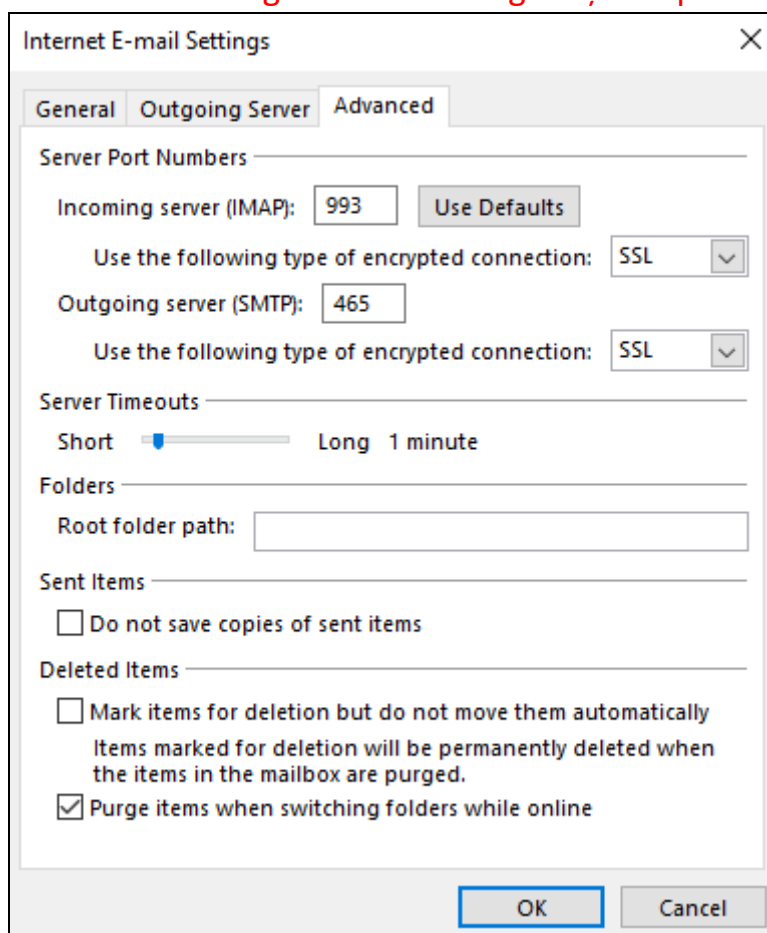 Internet E-mail Settings
General Outgoing Server Advanced
Server Port Numbers
Incoming server (IMAP): 993 Use Defaults
Use the following type of encrypted connection: SSL
Outgoing server (SMTP): 465
Use the following type of encrypted connection: SSL
Server Timeouts
Short Long 1 minute
Folders
Root folder path:
Sent Items
Do not save copies of sent items
Deleted Items
Mark items for deletion but do not move them automatically
Items marked for deletion will be permanently deleted when
the items in the mailbox are purged.
Purge items when switching folders while online
OK Cancel